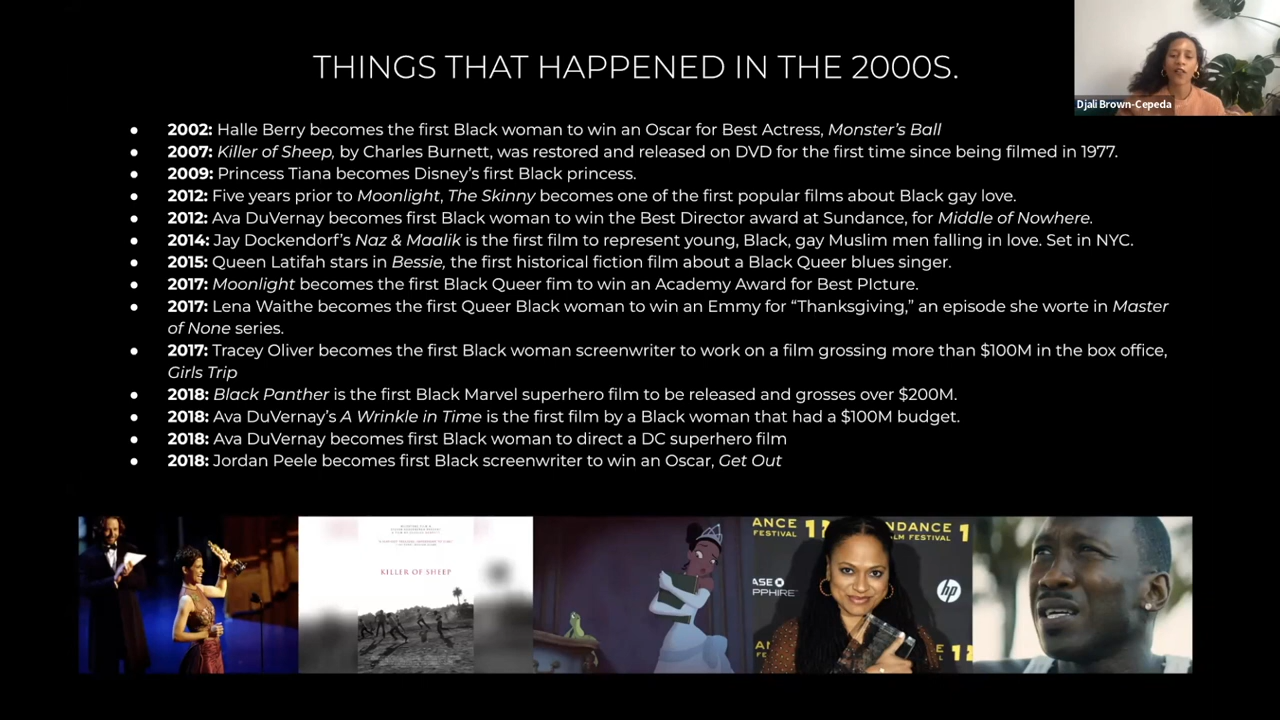 THINGS THAT HAPPENED IN THE 2000S.
Djali Brown-Cepeda
● 2002: Halle Berry becomes the first Black woman to win an Oscar for Best Actress, Monster's Ball
● 2007: Killer of Sheep, by Charles Burnett, was restored and released on DVD for the first time since being filmed in 1977.
● 2009: Princess Tiana becomes Disney's first Black princess.
● 2012: Five years prior to Moonlight, The Skinny becomes one of the first popular films about Black gay love.
● 2012: Ava DuVernay becomes first Black woman to win the Best Director award at Sundance, for Middle of Nowhere.
● 2014: Jay Dockendorf's Naz & Maalik is the first film to represent young, Black, gay Muslim men falling in love. Set in NYC.
● 2015: Queen Latifah stars in Bessie, the first historical fiction film about a Black Queer blues singer.
● 2017: Moonlight becomes the first Black Queer fim to win an Academy Award for Best PIcture.
● 2017: Lena Waithe becomes the first Queer Black woman to win an Emmy for “Thanksgiving,” an episode she worte in Master
of None series.
● 2017: Tracey Oliver becomes the first Black woman screenwriter to work on a film grossing more than $100M in the box office,
Girls Trip
● 2018: Black Panther is the first Black Marvel superhero film to be released and grosses over $200M.
● 2018: Ava DuVernay's A Wrinkle in Time is the first film by a Black woman that had a $100M budget.
● 2018: Ava DuVernay becomes first Black woman to direct a DC superhero film
● 2018: Jordan Peele becomes first Black screenwriter to win an Oscar, Get Out
KILLER OF SHEEP
ANCE 1 NDANCE 1
FESTIVAL LM FESTIVAL
ASE
PPHIRE
hp